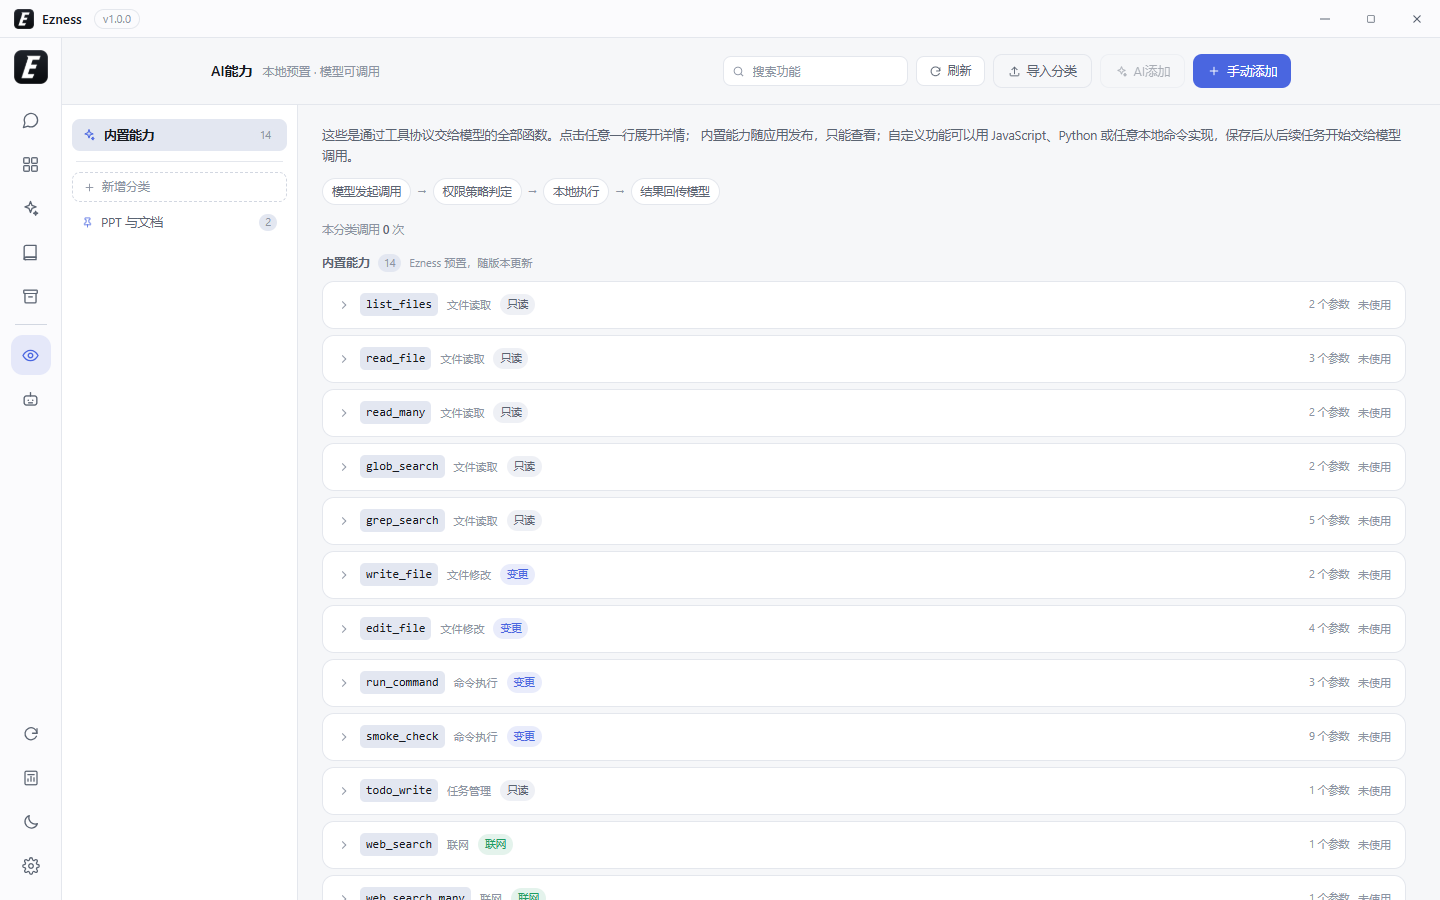 Ezness v1.0.0
AI能力 本地预置 · 模型可调用
搜索功能
刷新
导入分类
AI添加
手动添加
内置能力 14
新增分类
PPT 与文档 2
这些是通过工具协议交给模型的全部函数。点击任意一行展开详情； 内置能力随应用发布，只能查看；自定义功能可以用 JavaScript、Python 或任意本地命令实现，保存后从后续任务开始交给模型
调用。
模型发起调用 → 权限策略判定 → 本地执行 → 结果回传模型
本分类调用 0 次
内置能力 14 Ezness 预置，随版本更新
list_files 文件读取 只读 2 个参数 未使用
read_file 文件读取 只读 3 个参数 未使用
read_many 文件读取 只读 2 个参数 未使用
glob_search 文件读取 只读 2 个参数 未使用
grep_search 文件读取 只读 5 个参数 未使用
write_file 文件修改 变更 2 个参数 未使用
edit_file 文件修改 变更 4 个参数 未使用
run_command 命令执行 变更 3 个参数 未使用
smoke_check 命令执行 变更 9 个参数 未使用
todo_write 任务管理 只读 1 个参数 未使用
web_search 联网 联网 1 个参数 未使用
web_search_many 联网 联网 1 个参数 未使用